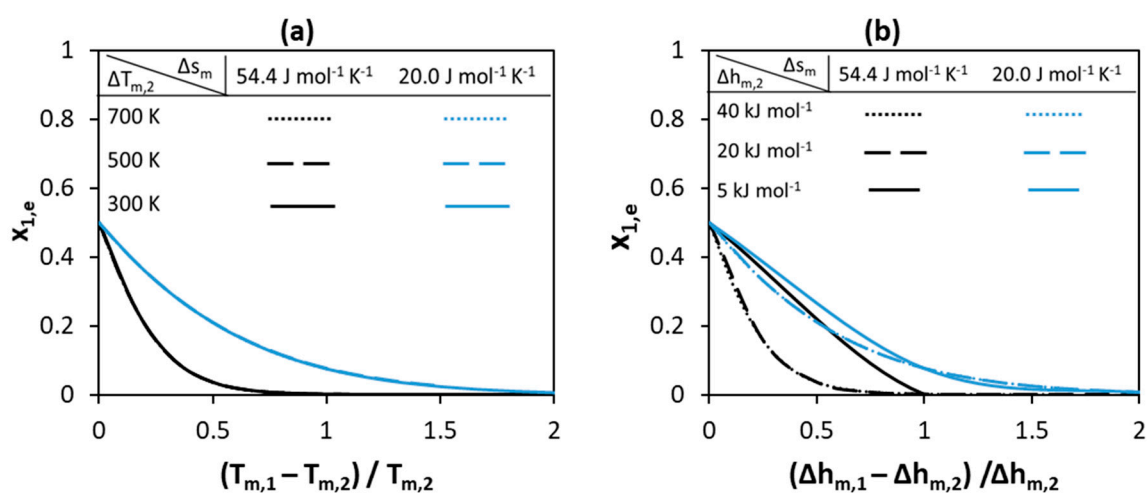 (a)
x₁,ₑ
1
0.8
0.6
0.4
0.2
0
0 0.5 1 1.5 2
(Tₘ,₁ – Tₘ,₂) / Tₘ,₂
Δsₘ
ΔTₘ,₂
54.4 J mol⁻¹ K⁻¹ 20.0 J mol⁻¹ K⁻¹
700 K
500 K
300 K
(b)
x₁,ₑ
1
0.8
0.6
0.4
0.2
0
0 0.5 1 1.5 2
(Δhₘ,₁ – Δhₘ,₂) /Δhₘ,₂
Δsₘ
Δhₘ,₂
54.4 J mol⁻¹ K⁻¹ 20.0 J mol⁻¹ K⁻¹
40 kJ mol⁻¹
20 kJ mol⁻¹
5 kJ mol⁻¹